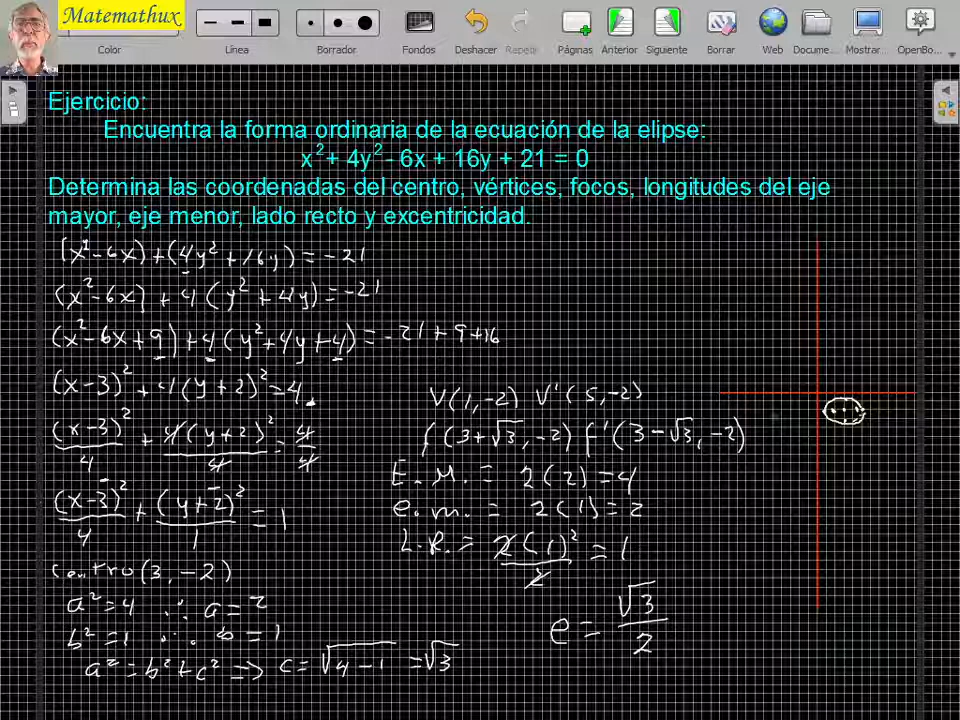 Matemathux
Color Línea Borrador Fondos Deshacer Repetir Páginas Anterior Siguiente Borrar Web Docume... Mostrar... OpenBo...
Ejercicio:
Encuentra la forma ordinaria de la ecuación de la elipse:
x² + 4y² - 6x + 16y + 21 = 0
Determina las coordenadas del centro, vértices, focos, longitudes del eje
mayor, eje menor, lado recto y excentricidad.
(x²-6x)+(4y²+16y)=-21
(x²-6x)+4(y²+4y)=-21
(x²-6x+9)+4(y²+4y+4)=-21+9+16
(x-3)²+4(y+2)²=4
(x-3)²/4 + 4(y+2)²/4 = 4/4
(x-3)²/4 + (y+2)²/1 = 1
centro(3,-2)
a²=4 ∴ a=2
b²=1 ∴ b=1
a²=b²+c² => c=√(4-1) =√3
V(1,-2) V'(5,-2)
f(3+√3,-2) f'(3-√3,-2)
E.M.= 2(2)=4
e.m.= 2(1)=2
L.R.= 2(1)²/2 =1
e= √3/2